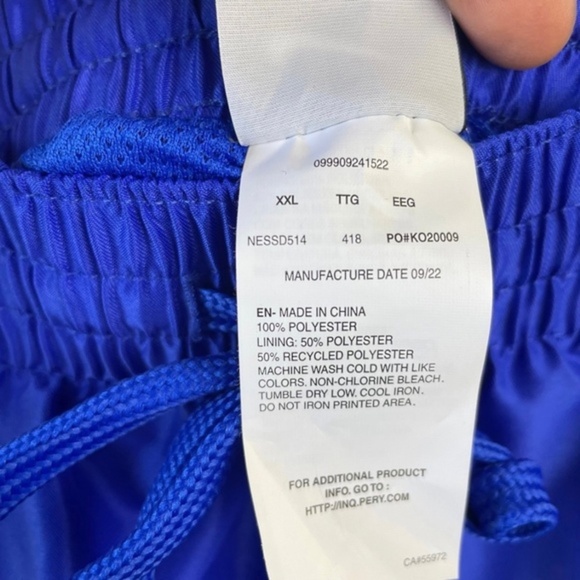 099909241522
XXL TTG EEG
NESSD514 418 PO#KO20009
MANUFACTURE DATE 09/22
EN- MADE IN CHINA
100% POLYESTER
LINING: 50% POLYESTER
50% RECYCLED POLYESTER
MACHINE WASH COLD WITH LIKE
COLORS. NON-CHLORINE BLEACH.
TUMBLE DRY LOW. COOL IRON.
DO NOT IRON PRINTED AREA.
FOR ADDITIONAL PRODUCT
INFO. GO TO :
HTTP://INQ.PERY.COM
CA#55972